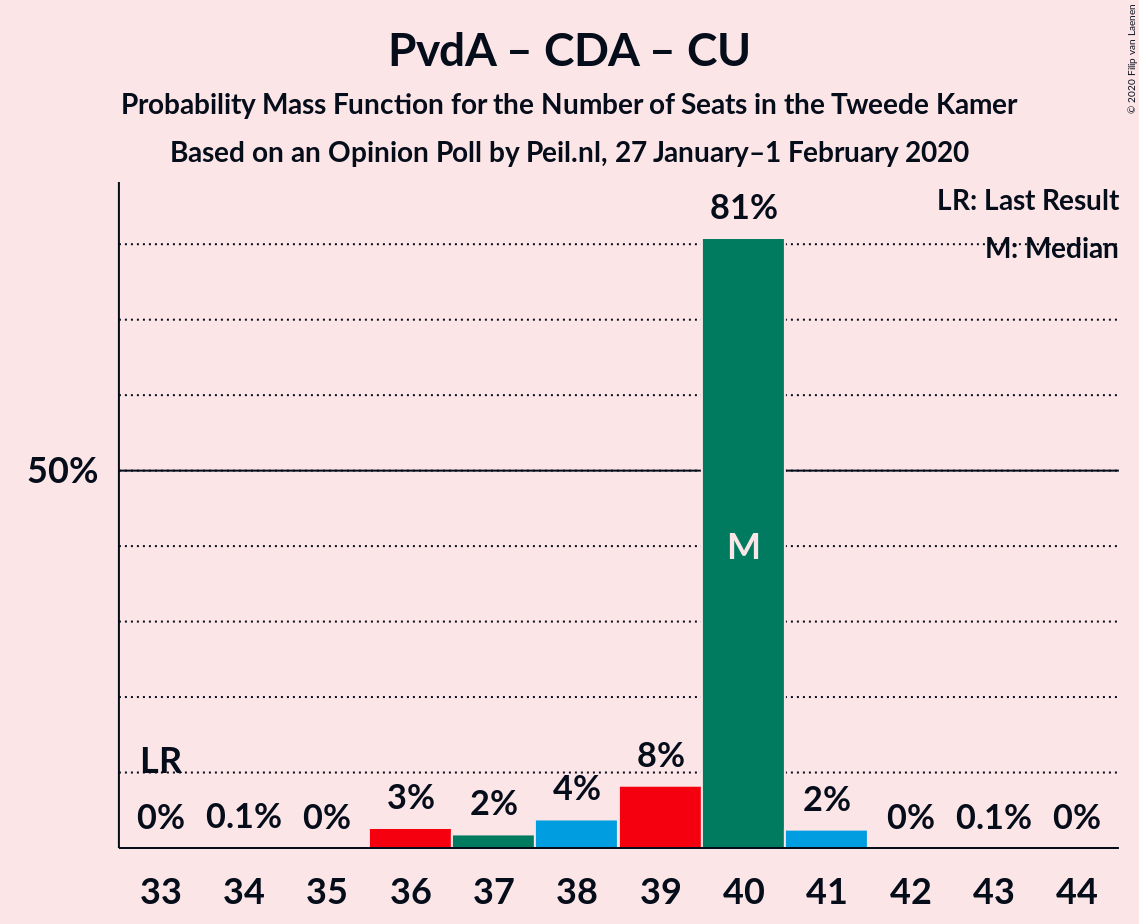 PvdA – CDA – CU
Probability Mass Function for the Number of Seats in the Tweede Kamer
Based on an Opinion Poll by Peil.nl, 27 January–1 February 2020
© 2020 Filip van Laenen
LR: Last Result
M: Median
50%
LR
0% 0.1% 0% 3% 2% 4% 8% 81% 2% 0% 0.1% 0%
M
33 34 35 36 37 38 39 40 41 42 43 44